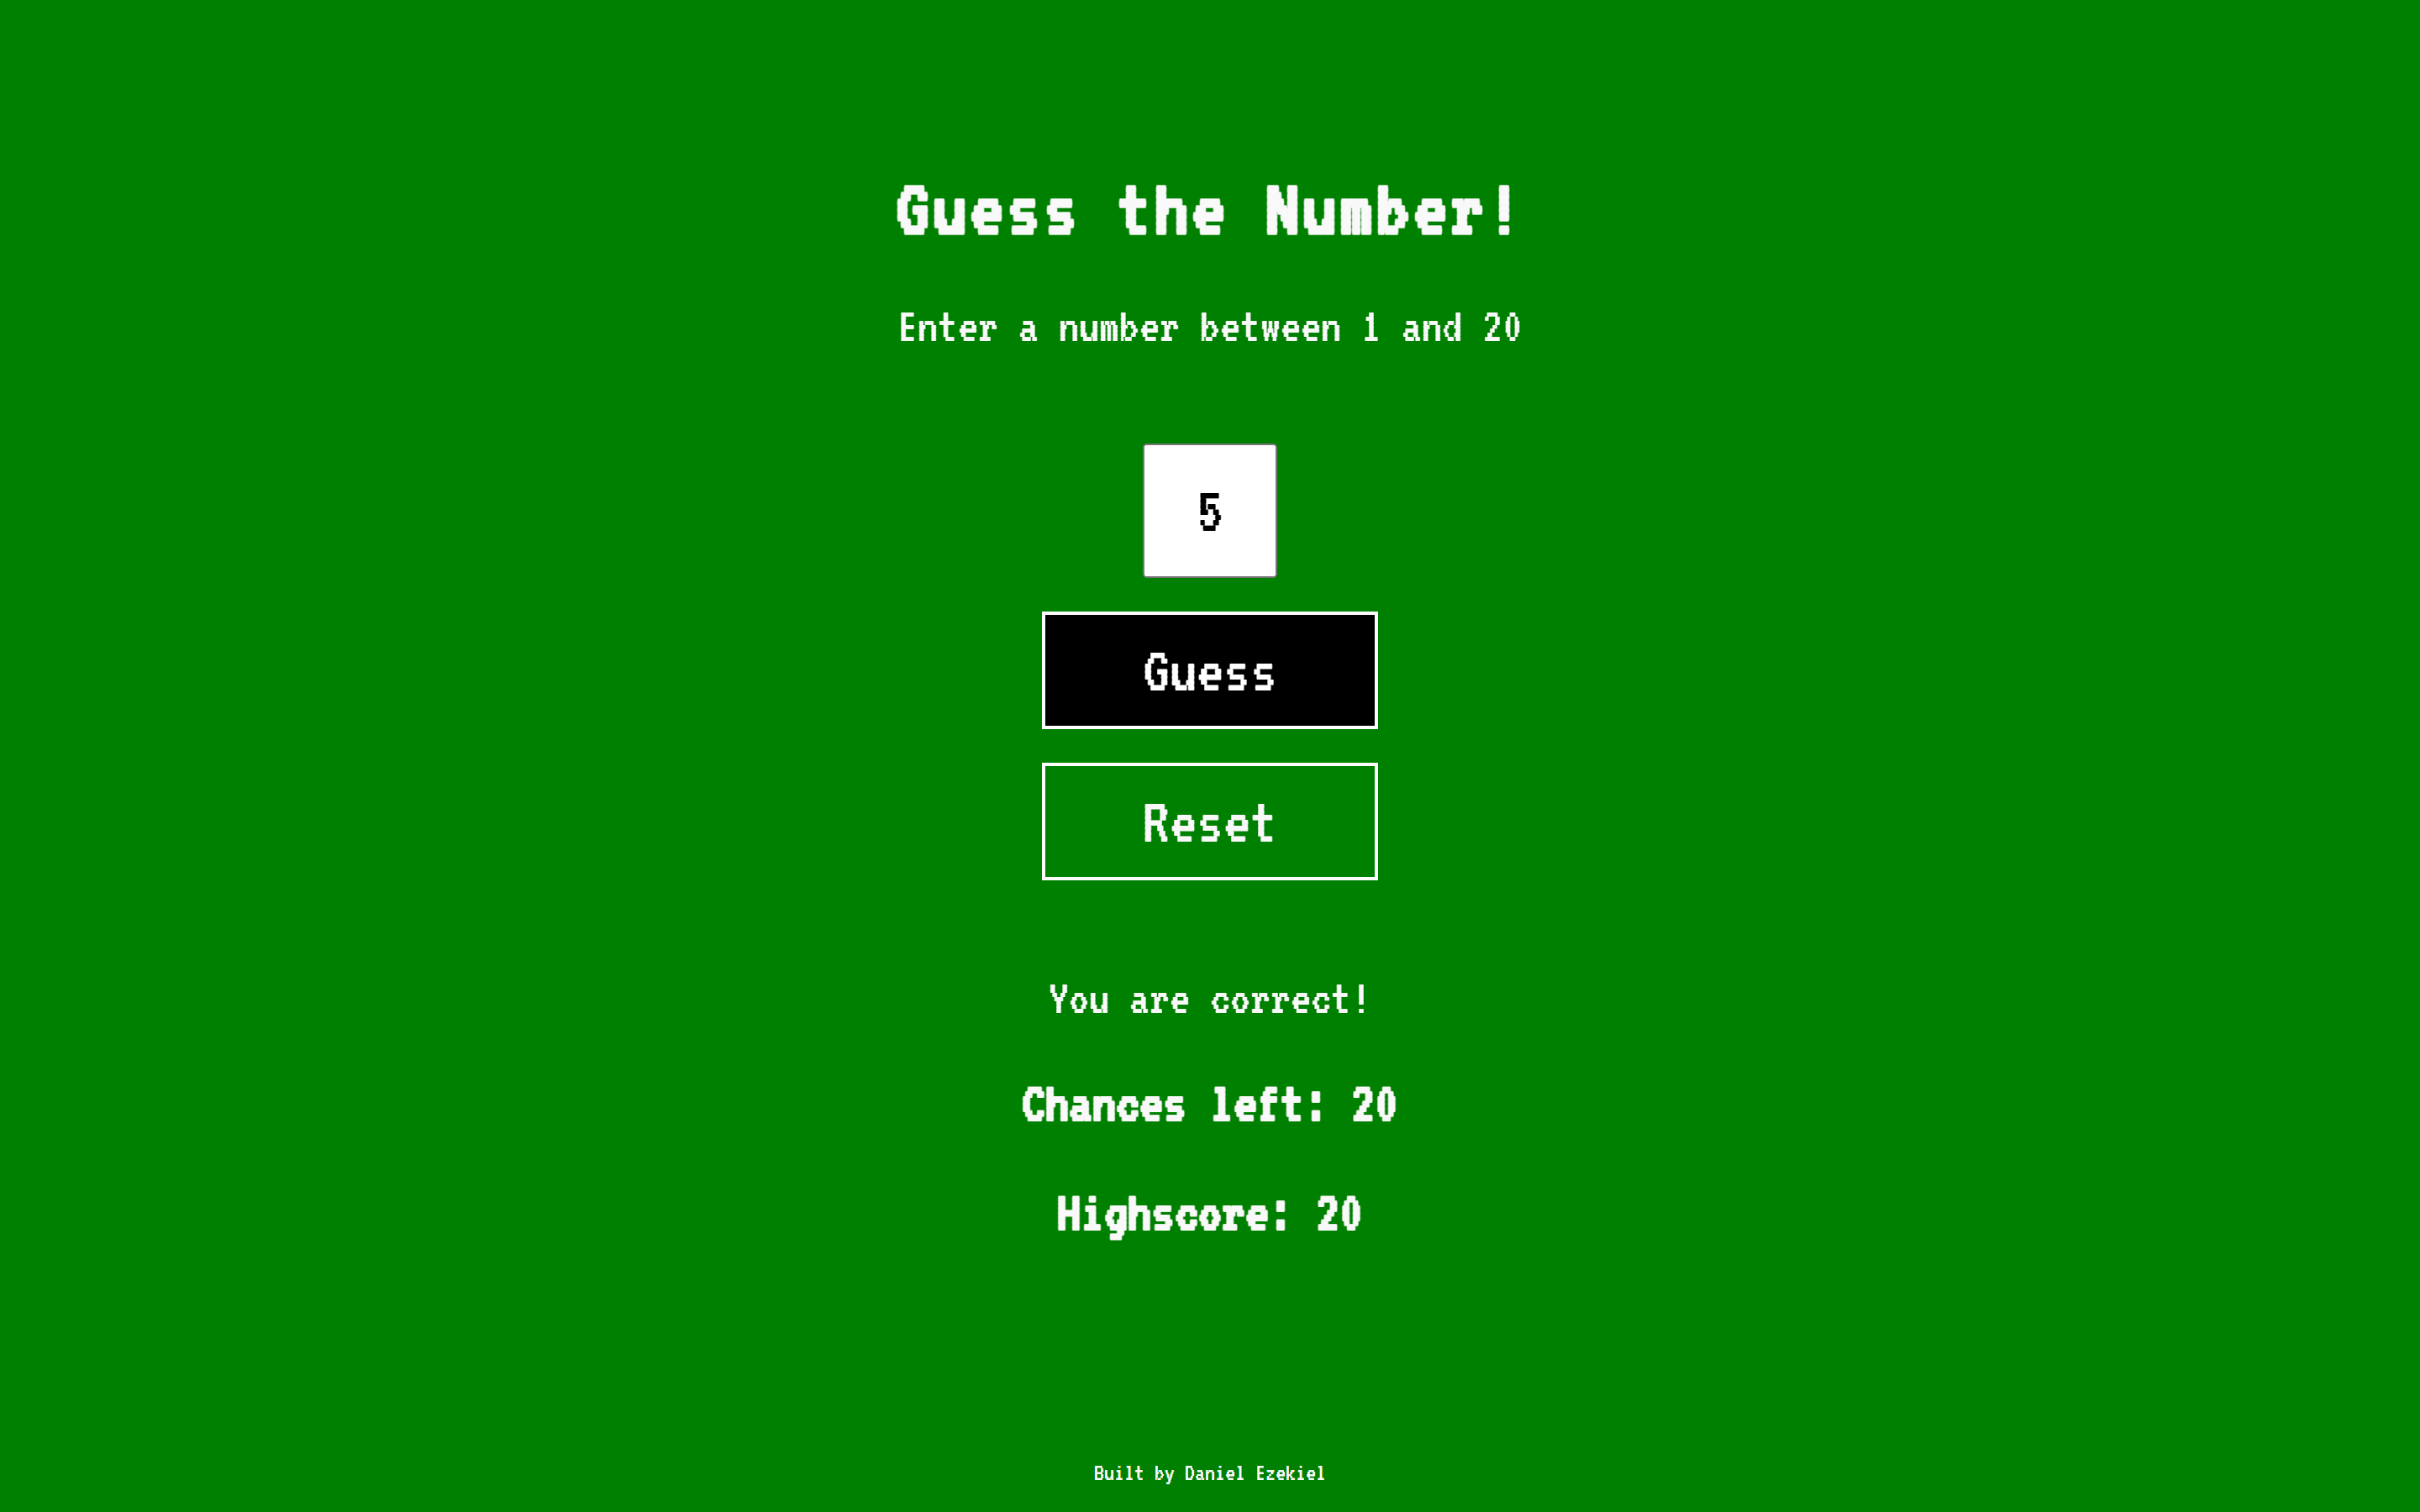 Guess the Number!
Enter a number between 1 and 20
5
Guess
Reset
You are correct!
Chances left: 20
Highscore: 20
Built by Daniel Ezekiel